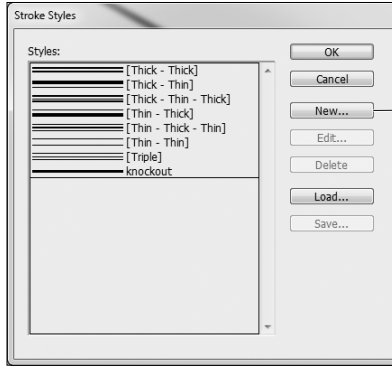 Stroke Styles
Styles:
[Thick - Thick]
[Thick - Thin]
[Thick - Thin - Thick]
[Thin - Thick]
[Thin - Thick - Thin]
[Thin - Thin]
[Triple]
knockout
OK
Cancel
New...
Edit...
Delete
Load...
Save...